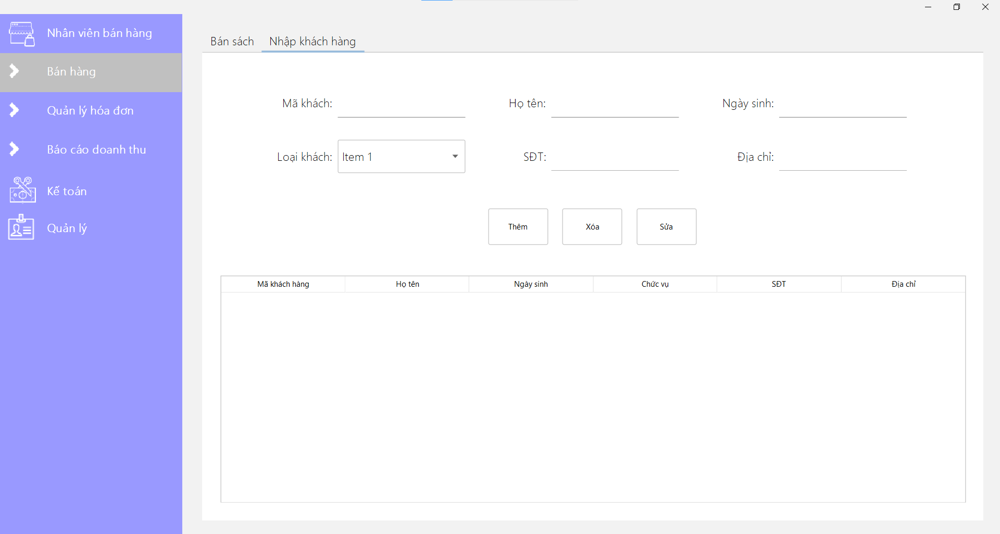 Nhân viên bán hàng
Bán hàng
Quản lý hóa đơn
Báo cáo doanh thu
Kế toán
Quản lý
Bán sách
Nhập khách hàng
Mã khách:
Họ tên:
Ngày sinh:
Loại khách:
Item 1
SĐT:
Địa chỉ:
Thêm
Xóa
Sửa
Mã khách hàng
Họ tên
Ngày sinh
Chức vụ
SĐT
Địa chỉ